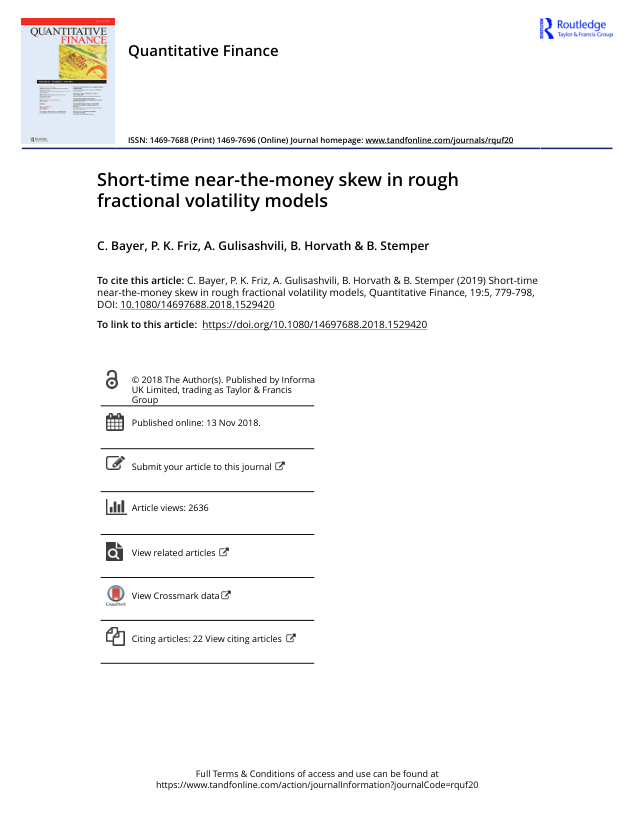 QUANTITATIVE
FINANCE
Routledge
Taylor & Francis Group
Quantitative Finance
ISSN: 1469-7688 (Print) 1469-7696 (Online) Journal homepage: www.tandfonline.com/journals/rquf20
Short-time near-the-money skew in rough
fractional volatility models
C. Bayer, P. K. Friz, A. Gulisashvili, B. Horvath & B. Stemper
To cite this article: C. Bayer, P. K. Friz, A. Gulisashvili, B. Horvath & B. Stemper (2019) Short-time
near-the-money skew in rough fractional volatility models, Quantitative Finance, 19:5, 779-798,
DOI: 10.1080/14697688.2018.1529420
To link to this article: https://doi.org/10.1080/14697688.2018.1529420
© 2018 The Author(s). Published by Informa
UK Limited, trading as Taylor & Francis
Group
Published online: 13 Nov 2018.
Submit your article to this journal
Article views: 2636
View related articles
CrossMark
View Crossmark data
Citing articles: 22 View citing articles
Full Terms & Conditions of access and use can be found at
https://www.tandfonline.com/action/journalInformation?journalCode=rquf20